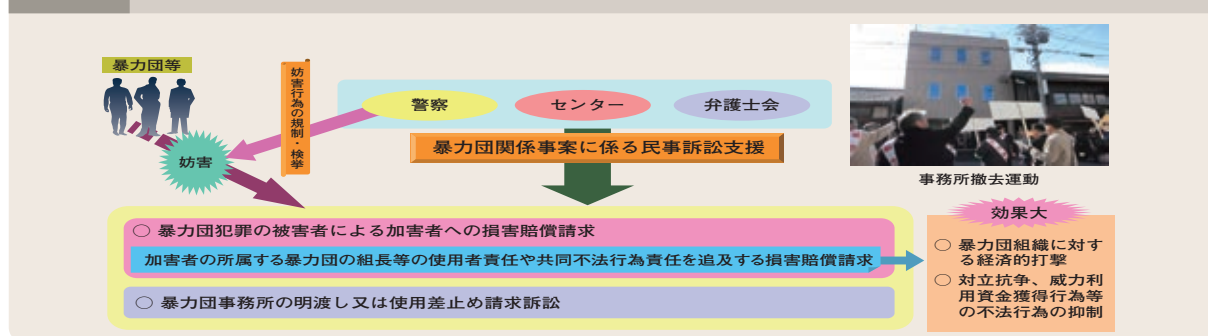 暴力団等
妨害行為の規制・検挙
警察
センター
弁護士会
暴力団関係事案に係る民事訴訟支援
妨害
事務所撤去運動
○ 暴力団犯罪の被害者による加害者への損害賠償請求
加害者の所属する暴力団の組長等の使用者責任や共同不法行為責任を追及する損害賠償請求
○ 暴力団事務所の明渡し又は使用差止め請求訴訟
効果大
○ 暴力団組織に対す
る経済的打撃
○ 対立抗争、威力利
用資金獲得行為等
の不法行為の抑制